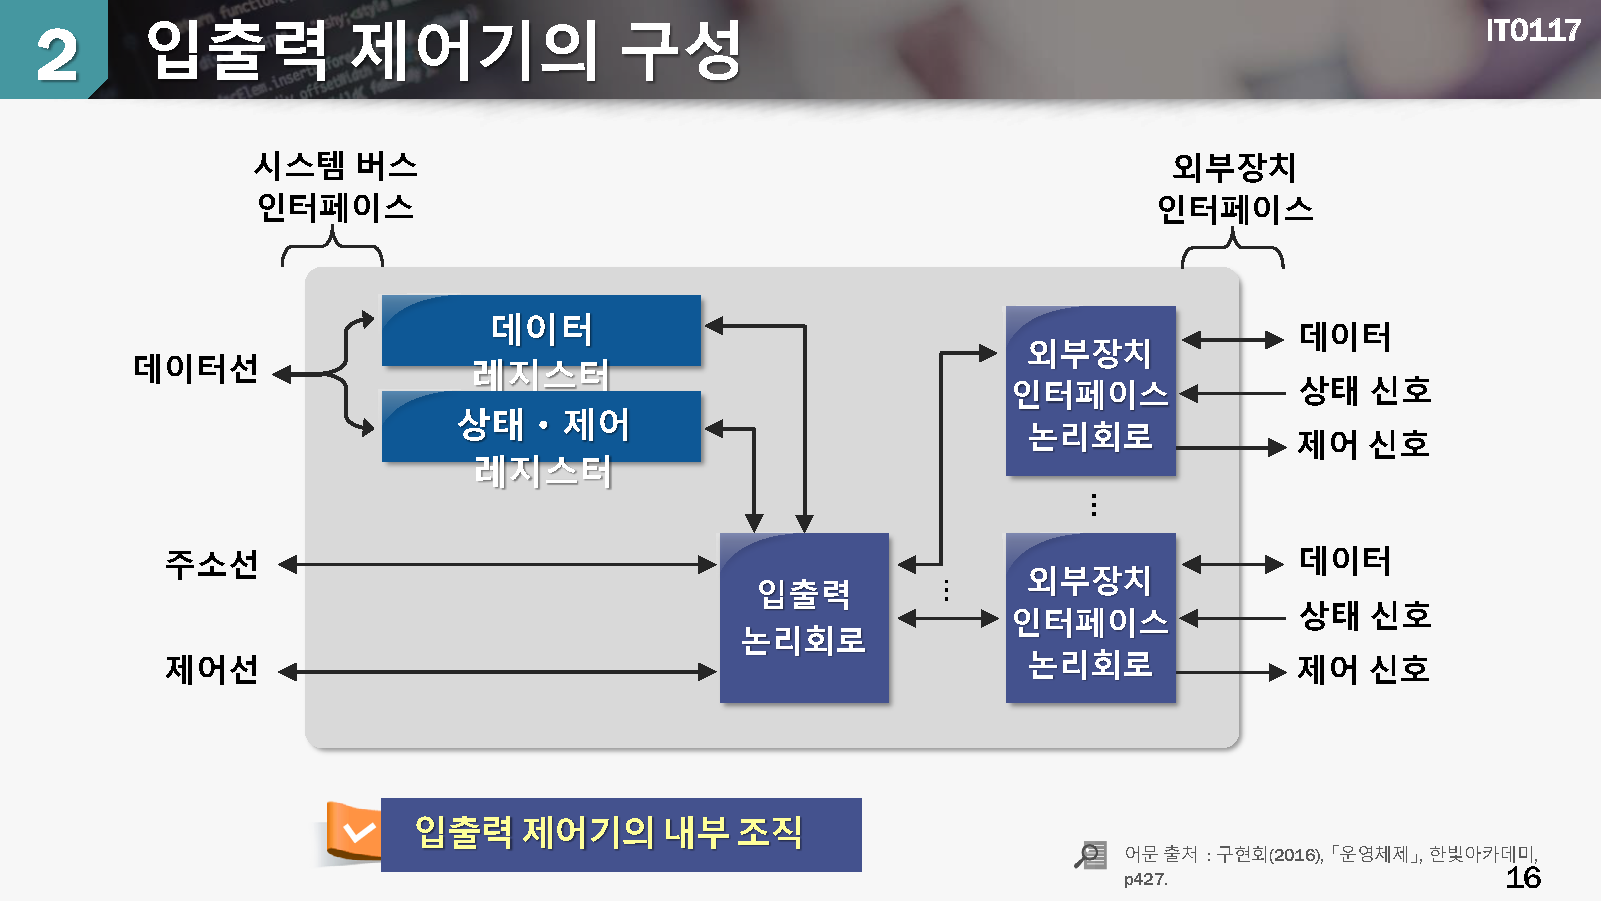 2
입출력 제어기의 구성
IT0117
시스템 버스
인터페이스
외부장치
인터페이스
데이터선
데이터
레지스터
상태・제어
레지스터
주소선
제어선
입출력
논리회로
외부장치
인터페이스
논리회로
데이터
상태 신호
제어 신호
⋮
⋮
외부장치
인터페이스
논리회로
데이터
상태 신호
제어 신호
입출력 제어기의 내부 조직
어문 출처 : 구현회(2016), 「운영체제」, 한빛아카데미,
p427.
16